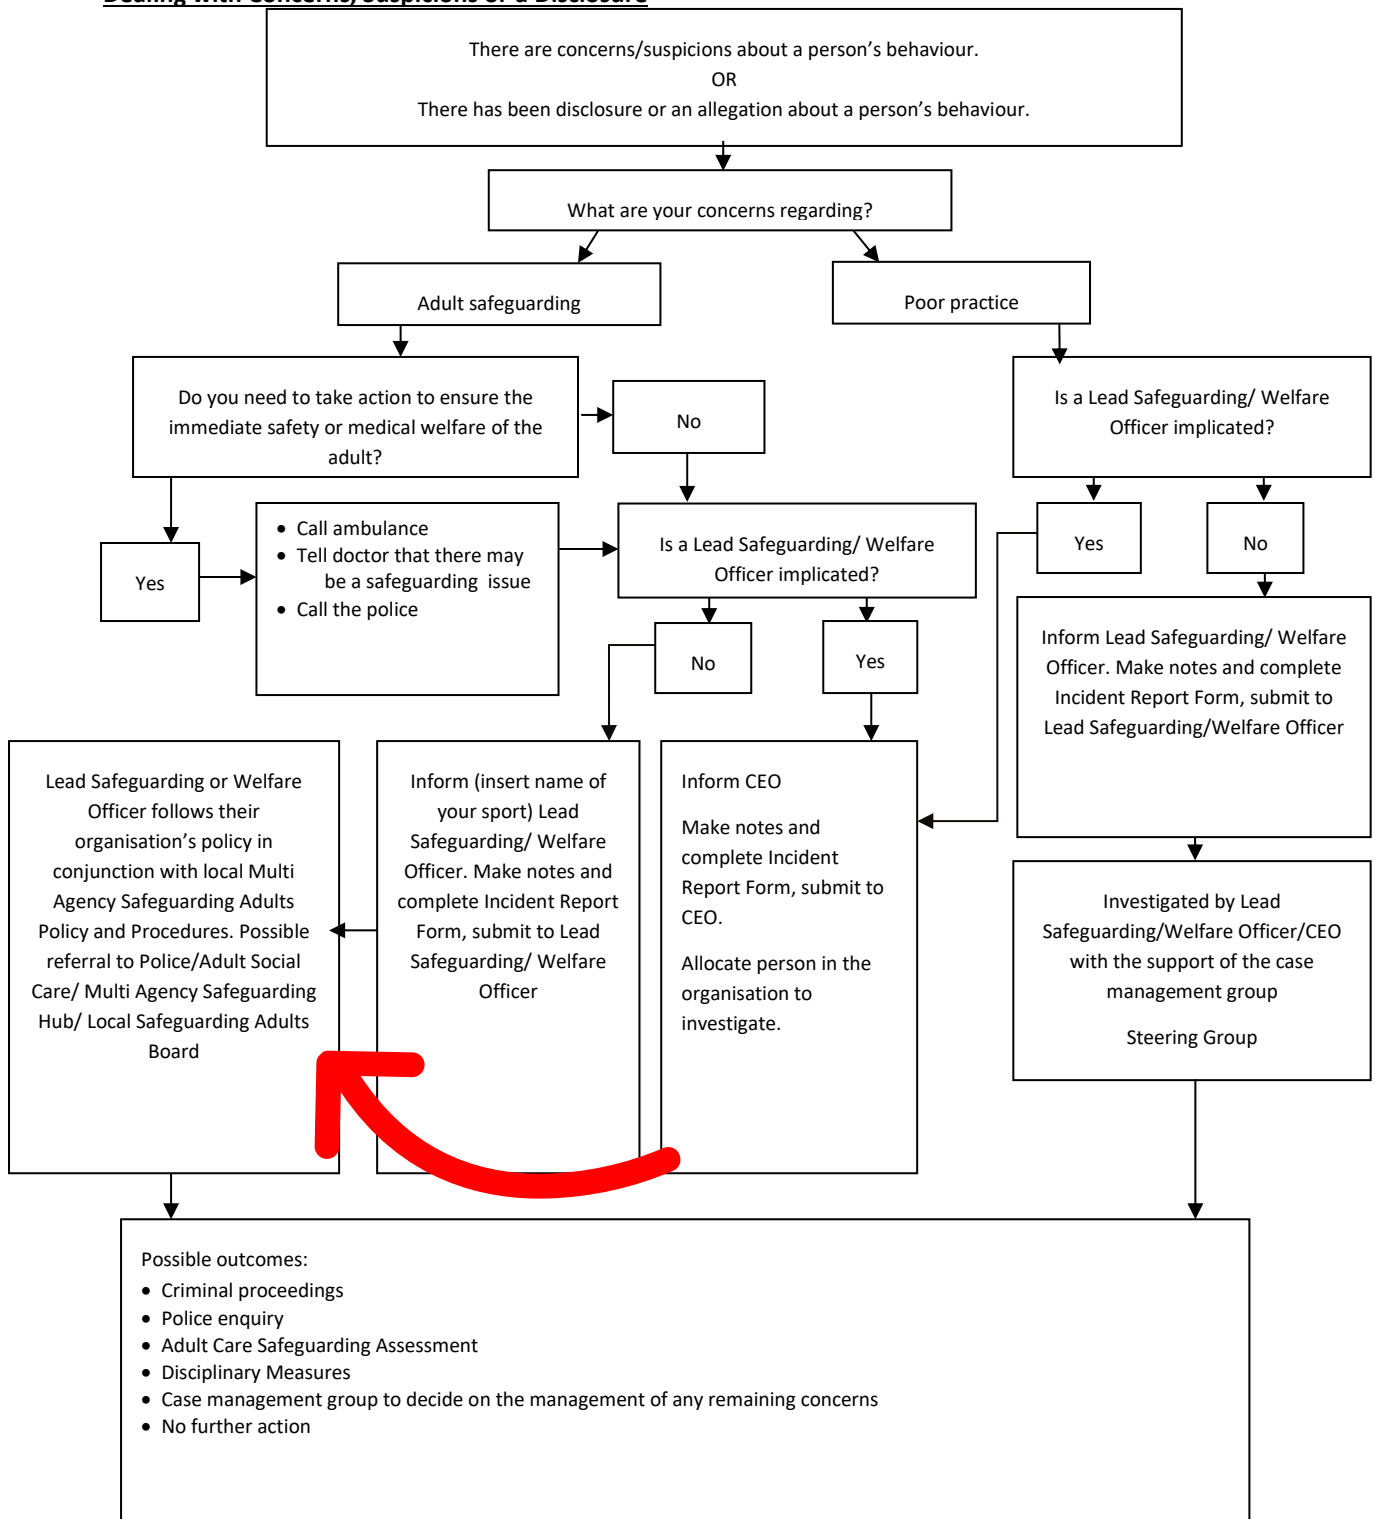 Dealing with Concerns/Suspicions or a Disclosure
There are concerns/suspicions about a person’s behaviour.
OR
There has been disclosure or an allegation about a person’s behaviour.
What are your concerns regarding?
Adult safeguarding
Poor practice
Do you need to take action to ensure the
immediate safety or medical welfare of the
adult?
No
Is a Lead Safeguarding/ Welfare
Officer implicated?
Yes
• Call ambulance
• Tell doctor that there may
be a safeguarding issue
• Call the police
Is a Lead Safeguarding/ Welfare
Officer implicated?
Yes
No
No
Yes
Inform Lead Safeguarding/ Welfare
Officer. Make notes and complete
Incident Report Form, submit to
Lead Safeguarding/Welfare Officer
Lead Safeguarding or Welfare
Officer follows their
organisation’s policy in
conjunction with local Multi
Agency Safeguarding Adults
Policy and Procedures. Possible
referral to Police/Adult Social
Care/ Multi Agency Safeguarding
Hub/ Local Safeguarding Adults
Board
Inform (insert name of
your sport) Lead
Safeguarding/ Welfare
Officer. Make notes and
complete Incident Report
Form, submit to Lead
Safeguarding/ Welfare
Officer
Inform CEO
Make notes and
complete Incident
Report Form, submit to
CEO.
Allocate person in the
organisation to
investigate.
Investigated by Lead
Safeguarding/Welfare Officer/CEO
with the support of the case
management group
Steering Group
Possible outcomes:
• Criminal proceedings
• Police enquiry
• Adult Care Safeguarding Assessment
• Disciplinary Measures
• Case management group to decide on the management of any remaining concerns
• No further action